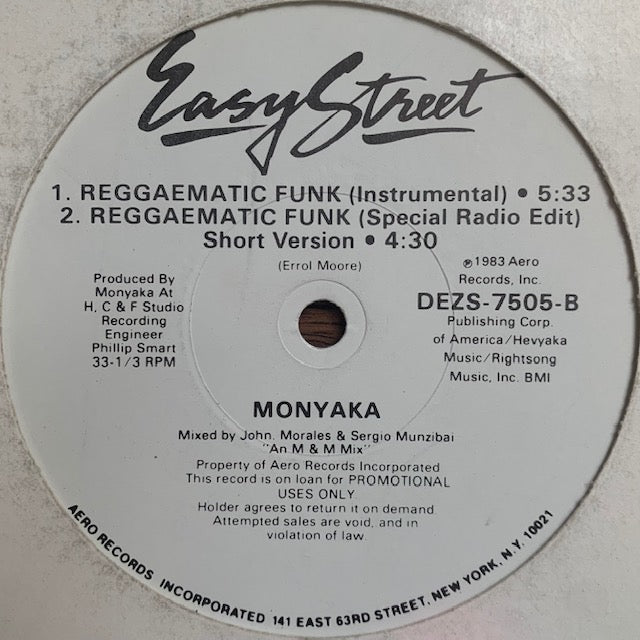 Easy Street
1. REGGAEMATIC FUNK (Instrumental) • 5:33
2. REGGAEMATIC FUNK (Special Radio Edit)
Short Version • 4:30
(Errol Moore)
Produced By
Monyaka At
H, C & F Studio
Recording
Engineer
Phillip Smart
33-1/3 RPM
℗ 1983 Aero
Records, Inc.
DEZS-7505-B
Publishing Corp.
of America/Hevyaka
Music/Rightsong
Music, Inc. BMI
MONYAKA
Mixed by John. Morales & Sergio Munzibai
"An M & M Mix"
Property of Aero Records Incorporated
This record is on loan for PROMOTIONAL
USES ONLY
Holder agrees to return it on demand
Attempted sales are void, and in
violation of law.
AERO RECORDS INCORPORATED 141 EAST 63RD STREET, NEW YORK, N.Y. 10021